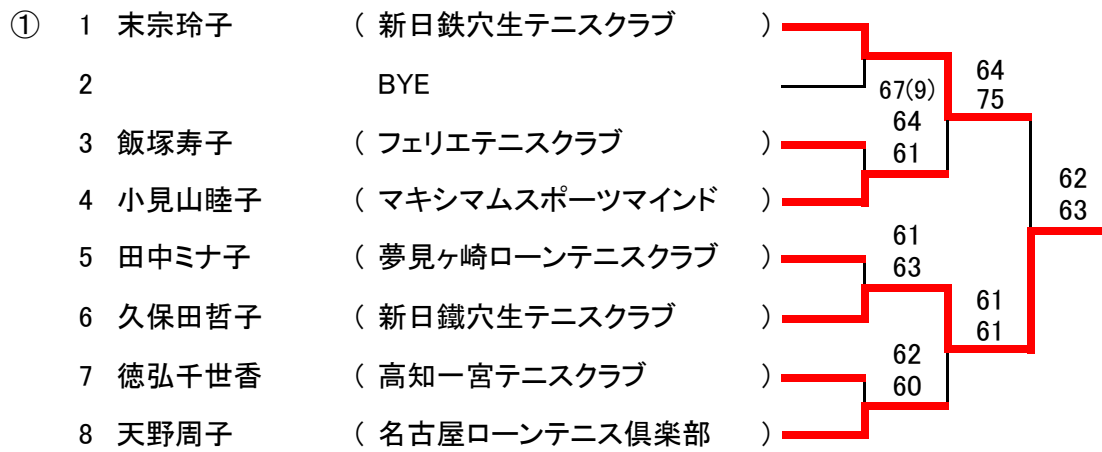 ① 1 末宗玲子 ( 新日鉄穴生テニスクラブ )
2 BYE
3 飯塚寿子 ( フェリエテニスクラブ )
4 小見山睦子 ( マキシマムスポーツマインド )
5 田中ミナ子 ( 夢見ヶ崎ローンテニスクラブ )
6 久保田哲子 ( 新日鐵穴生テニスクラブ )
7 徳弘千世香 ( 高知一宮テニスクラブ )
8 天野周子 ( 名古屋ローンテニス倶楽部 )
67(9)
64
61
61
63
62
60
64
75
61
61
62
63